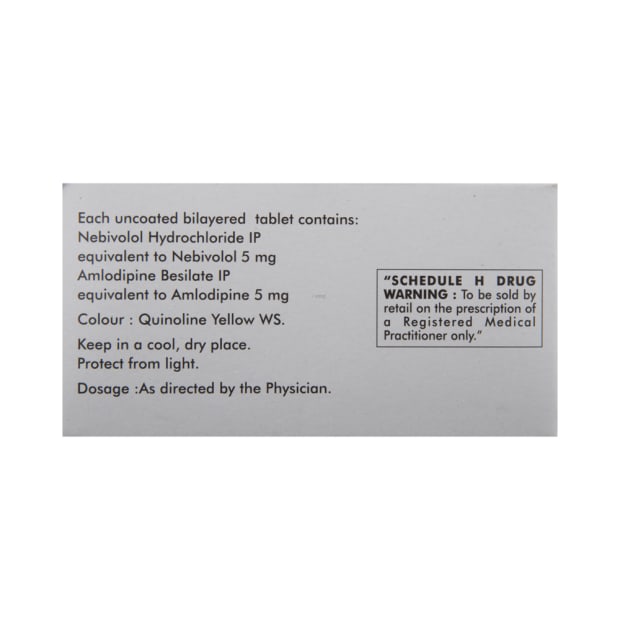 Each uncoated bilayered tablet contains:
Nebivolol Hydrochloride IP
equivalent to Nebivolol 5 mg
Amlodipine Besilate IP
equivalent to Amlodipine 5 mg
Colour : Quinoline Yellow WS.
Keep in a cool, dry place.
Protect from light.
Dosage :As directed by the Physician.
"SCHEDULE H DRUG
WARNING : To be sold by
retail on the prescription of
a Registered Medical
Practitioner only."